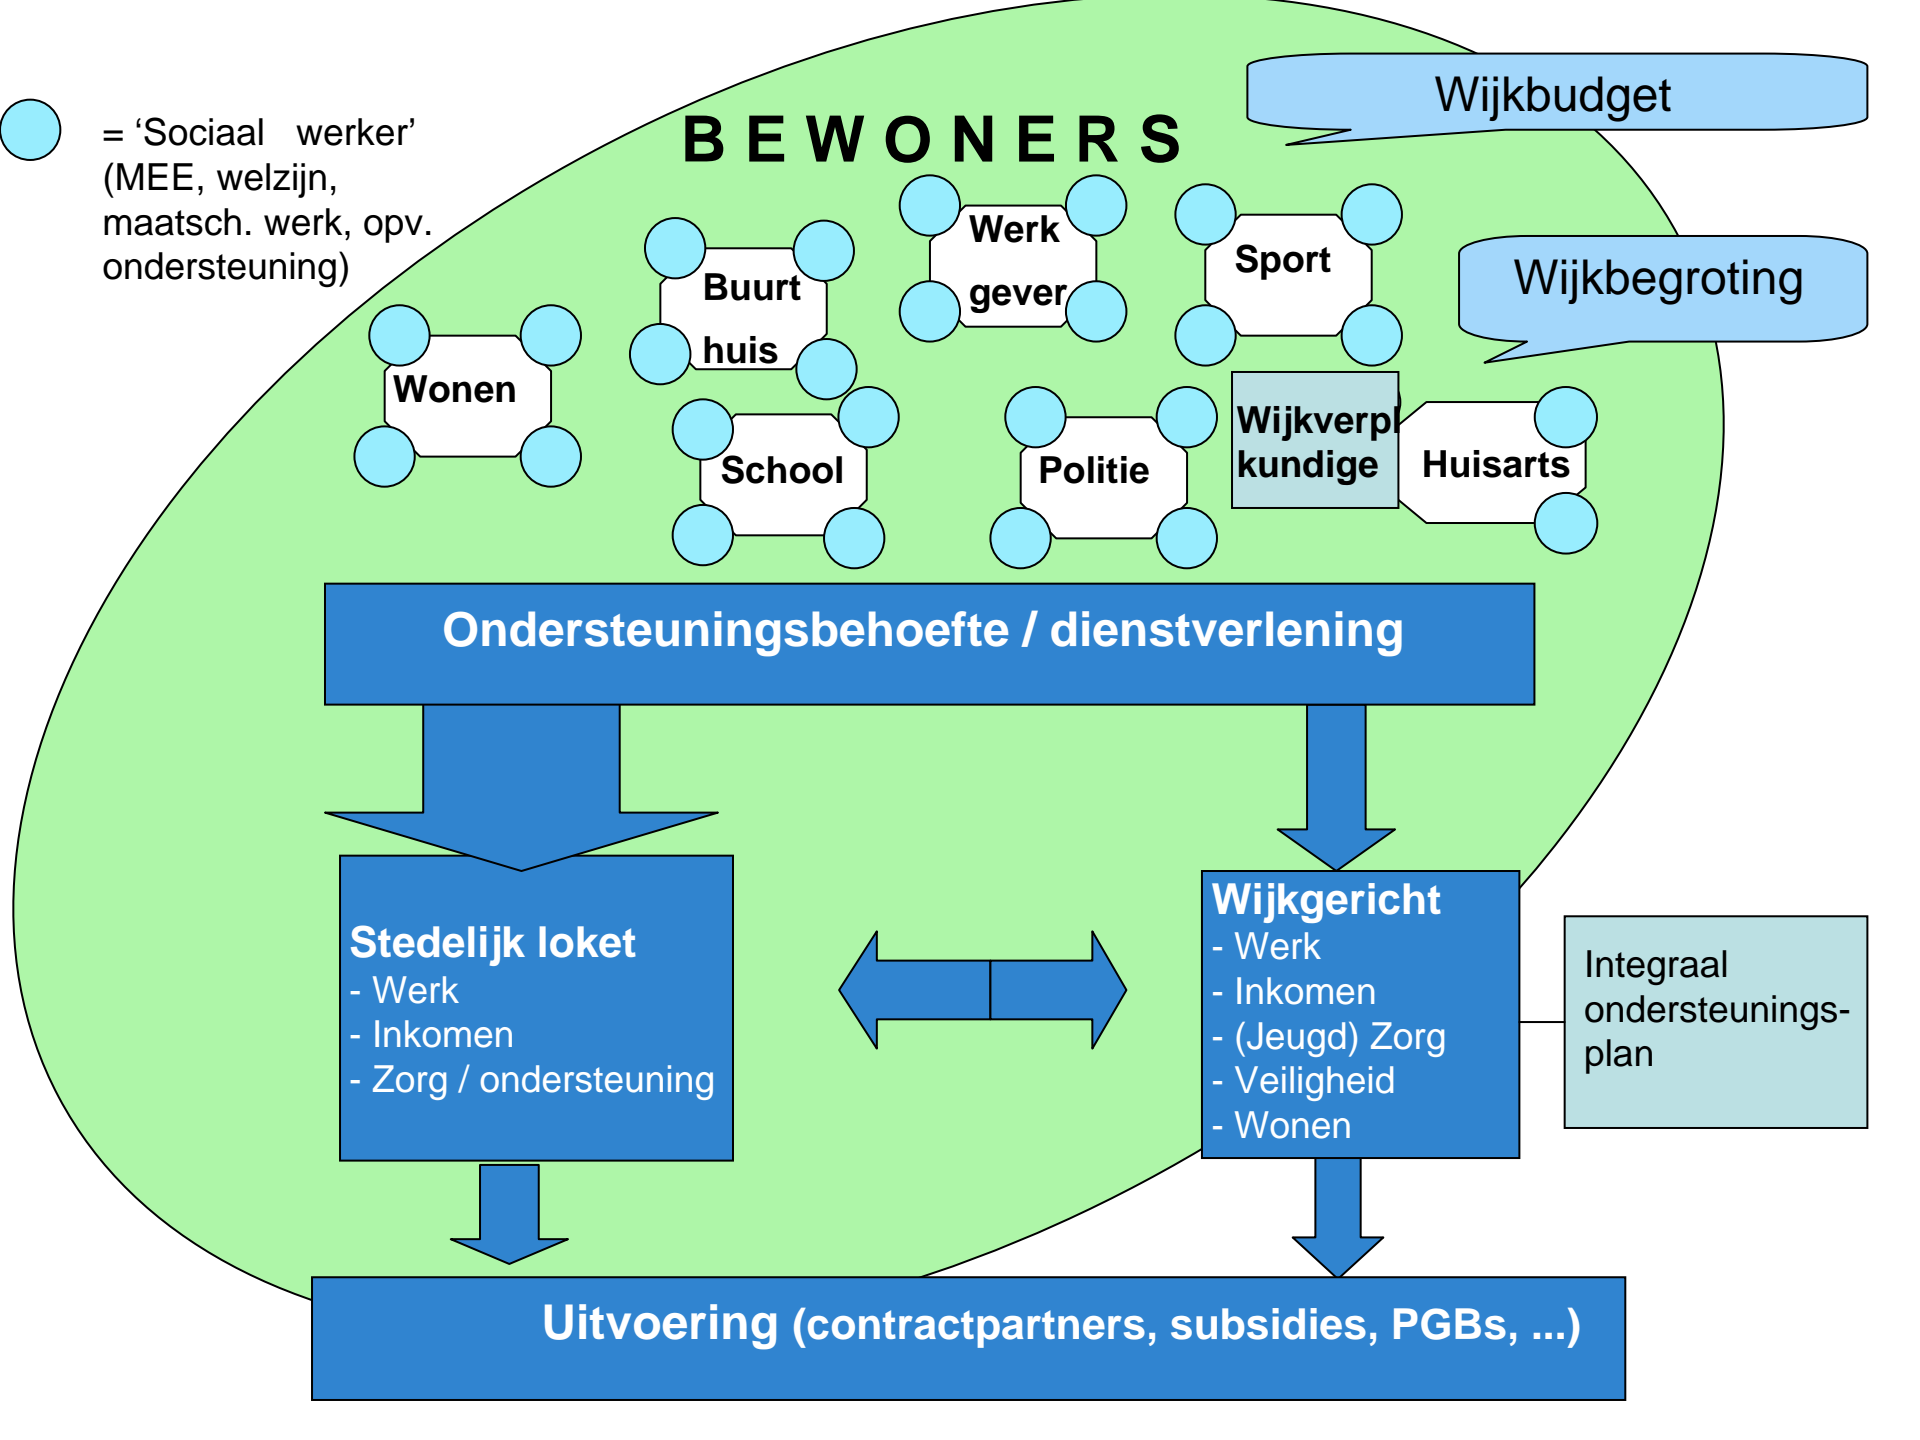 Wijkbudget
= ‘Sociaal werker’
(MEE, welzijn,
maatsch. werk, opv.
ondersteuning)
B E W O N E R S
Wijkbegroting
Werk
gever
Sport
Buurt
huis
Wonen
School
Politie
Wijkverpl
kundige
Huisarts
Ondersteuningsbehoefte / dienstverlening
Stedelijk loket
- Werk
- Inkomen
- Zorg / ondersteuning
Wijkgericht
- Werk
- Inkomen
- (Jeugd) Zorg
- Veiligheid
- Wonen
Integraal
ondersteunings-
plan
Uitvoering (contractpartners, subsidies, PGBs, ...)